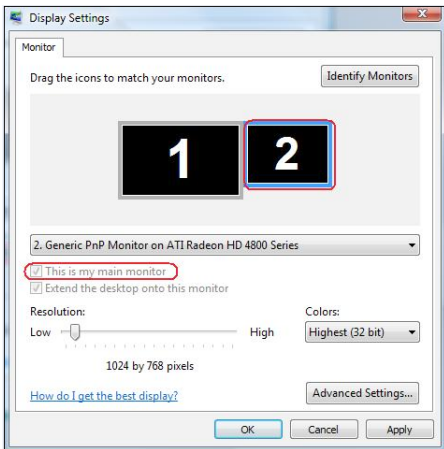 Display Settings
Monitor
Drag the icons to match your monitors.
Identify Monitors
1
2
2. Generic PnP Monitor on ATI Radeon HD 4800 Series
This is my main monitor
Extend the desktop onto this monitor
Resolution:
Colors:
Low
High
Highest (32 bit)
1024 by 768 pixels
How do I get the best display?
Advanced Settings...
OK
Cancel
Apply